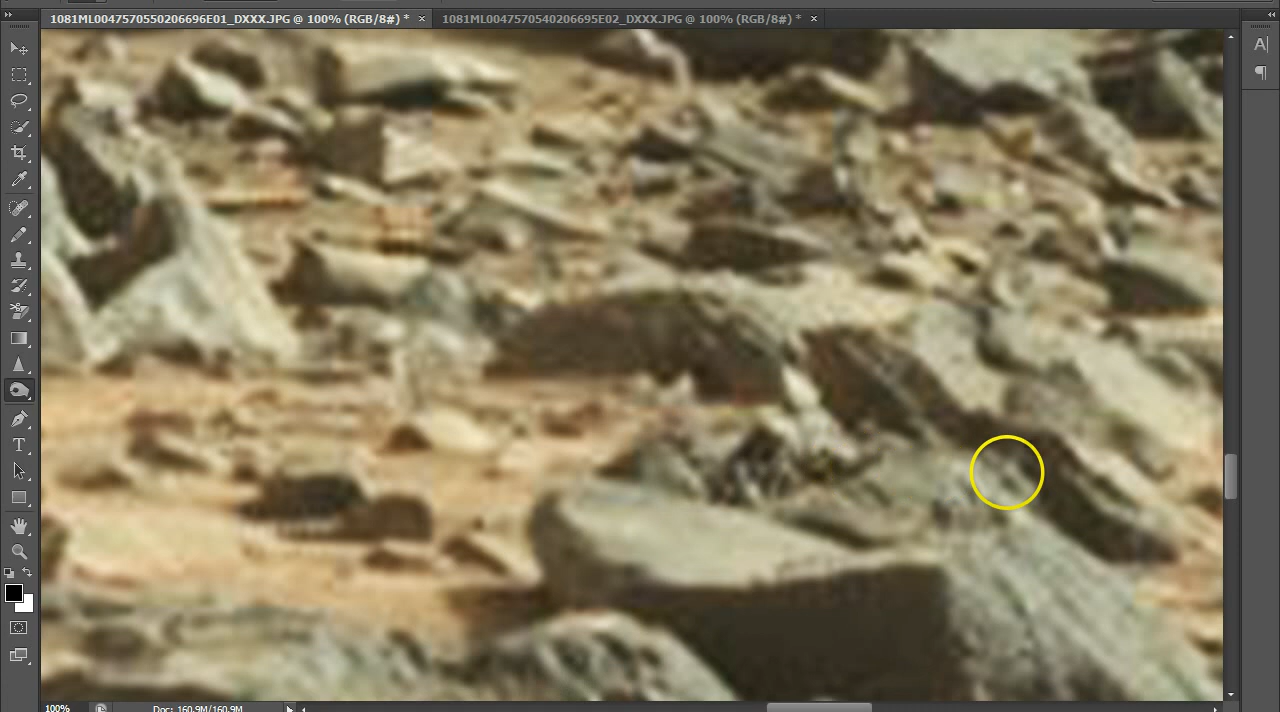 1081ML0047570550206696E01_DXXX.JPG @ 100% (RGB/8#) * × 1081ML0047570540206695E02_DXXX.JPG @ 100% (RGB/8#) * ×
A
T
100% Doc: 160.9M/160.9M